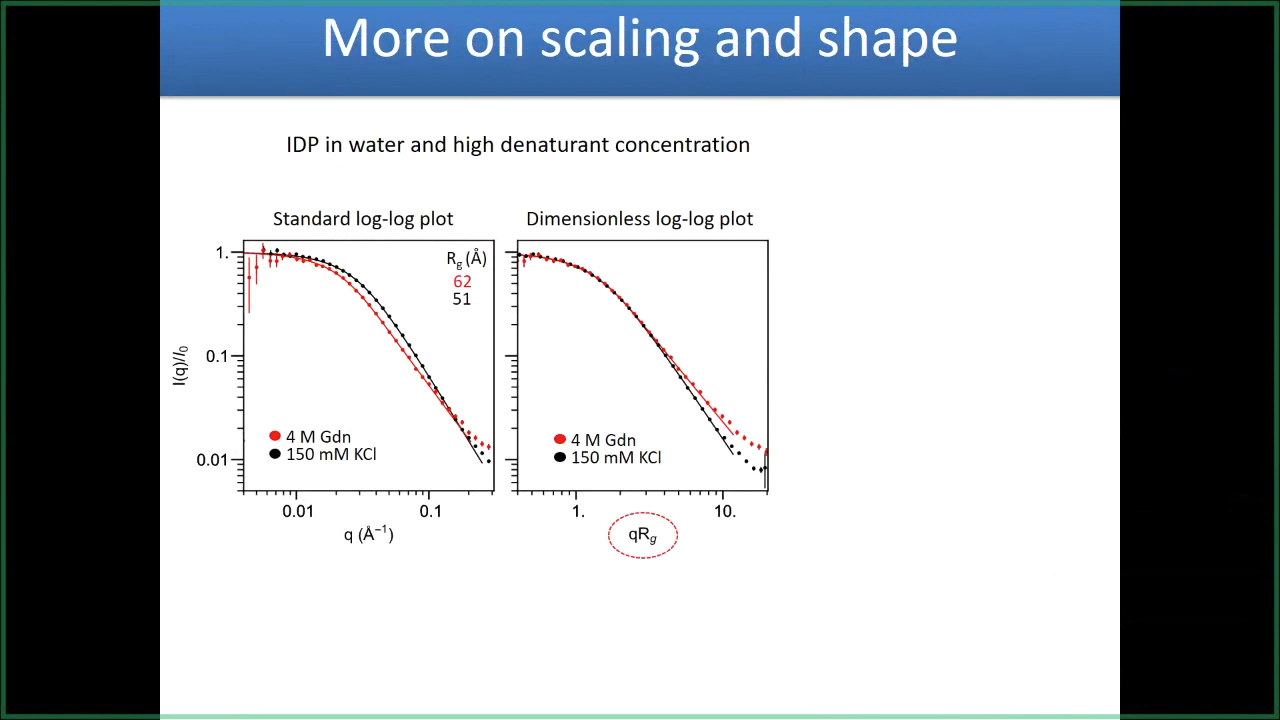 More on scaling and shape
IDP in water and high denaturant concentration
Standard log-log plot
Dimensionless log-log plot
I(q)/I₀
1.
0.1
0.01
R_g (Å)
62
51
4 M Gdn
150 mM KCl
0.01
0.1
q (Å⁻¹)
4 M Gdn
150 mM KCl
1.
10.
qR_g